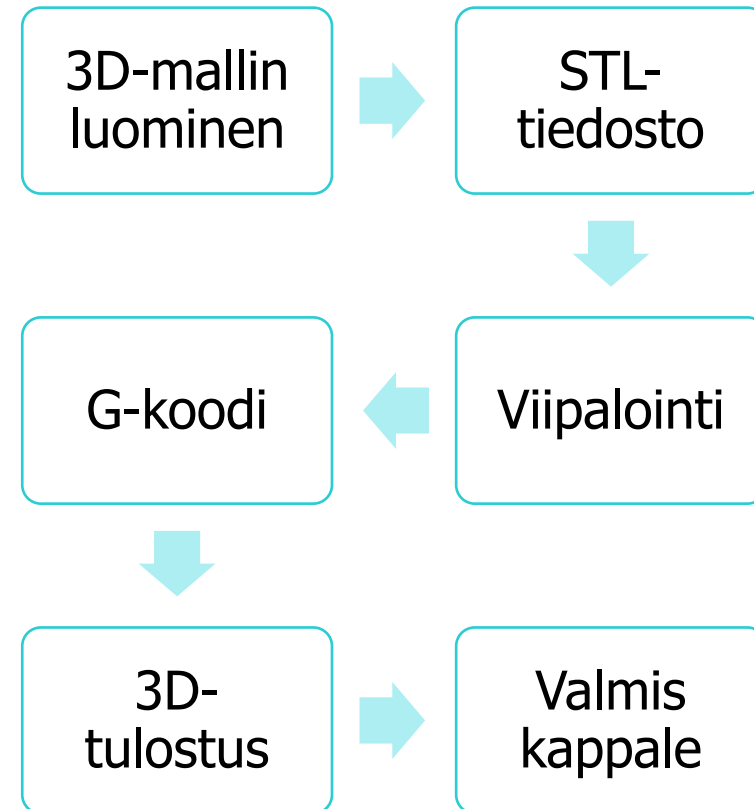 3D-mallin
luominen
STL-
tiedosto
Viipalointi
G-koodi
3D-
tulostus
Valmis
kappale